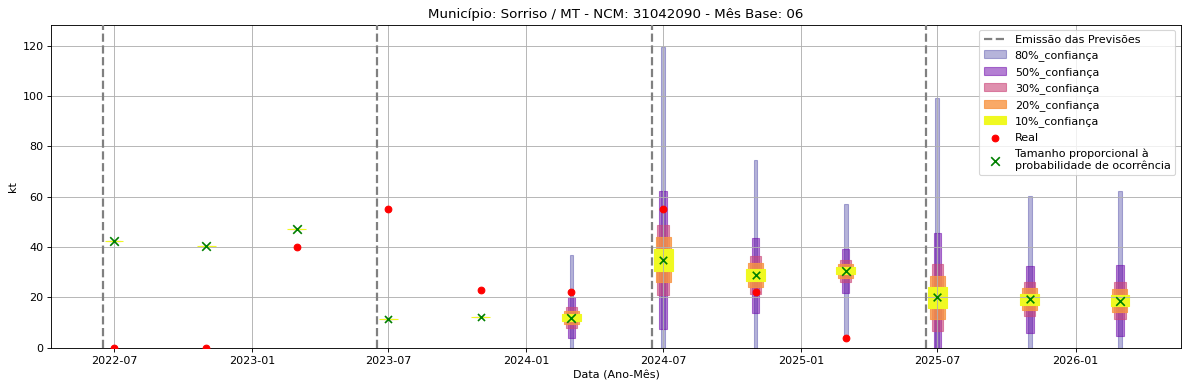 Município: Sorriso / MT - NCM: 31042090 - Mês Base: 06
120
100
80
60
40
20
0
kt
Emissão das Previsões
80%_confiança
50%_confiança
30%_confiança
20%_confiança
10%_confiança
Real
Tamanho proporcional à
probabilidade de ocorrência
2022-07
2023-01
2023-07
2024-01
2024-07
2025-01
2025-07
2026-01
Data (Ano-Mês)